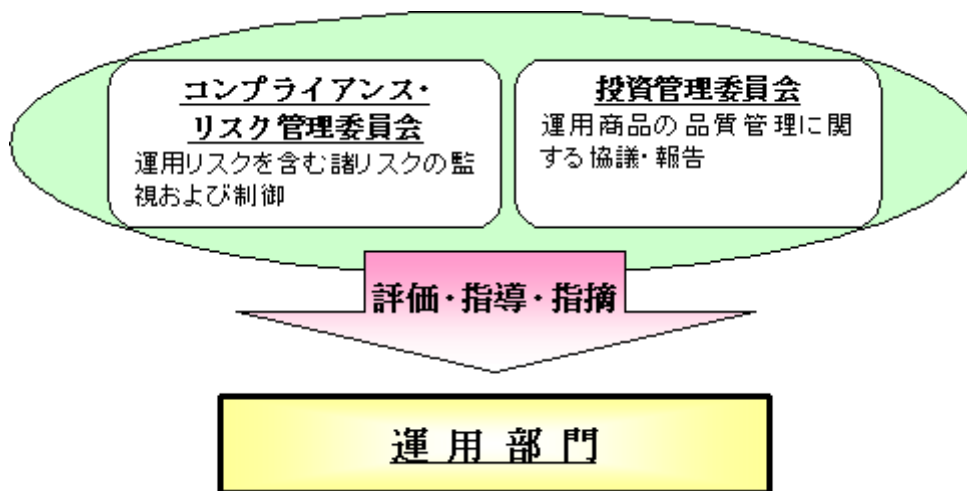 コンプライアンス・
リスク管理委員会
運用リスクを含む諸リスクの監
視および制御
投資管理委員会
運用商品の品質管理に関
する協議・報告
評価・指導・指摘
運用部門